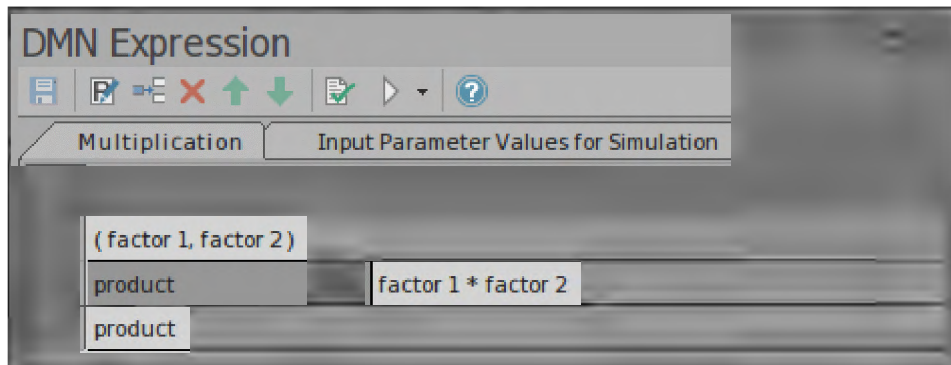 DMN Expression
Multiplication Input Parameter Values for Simulation
( factor 1, factor 2 )
product factor 1 * factor 2
product